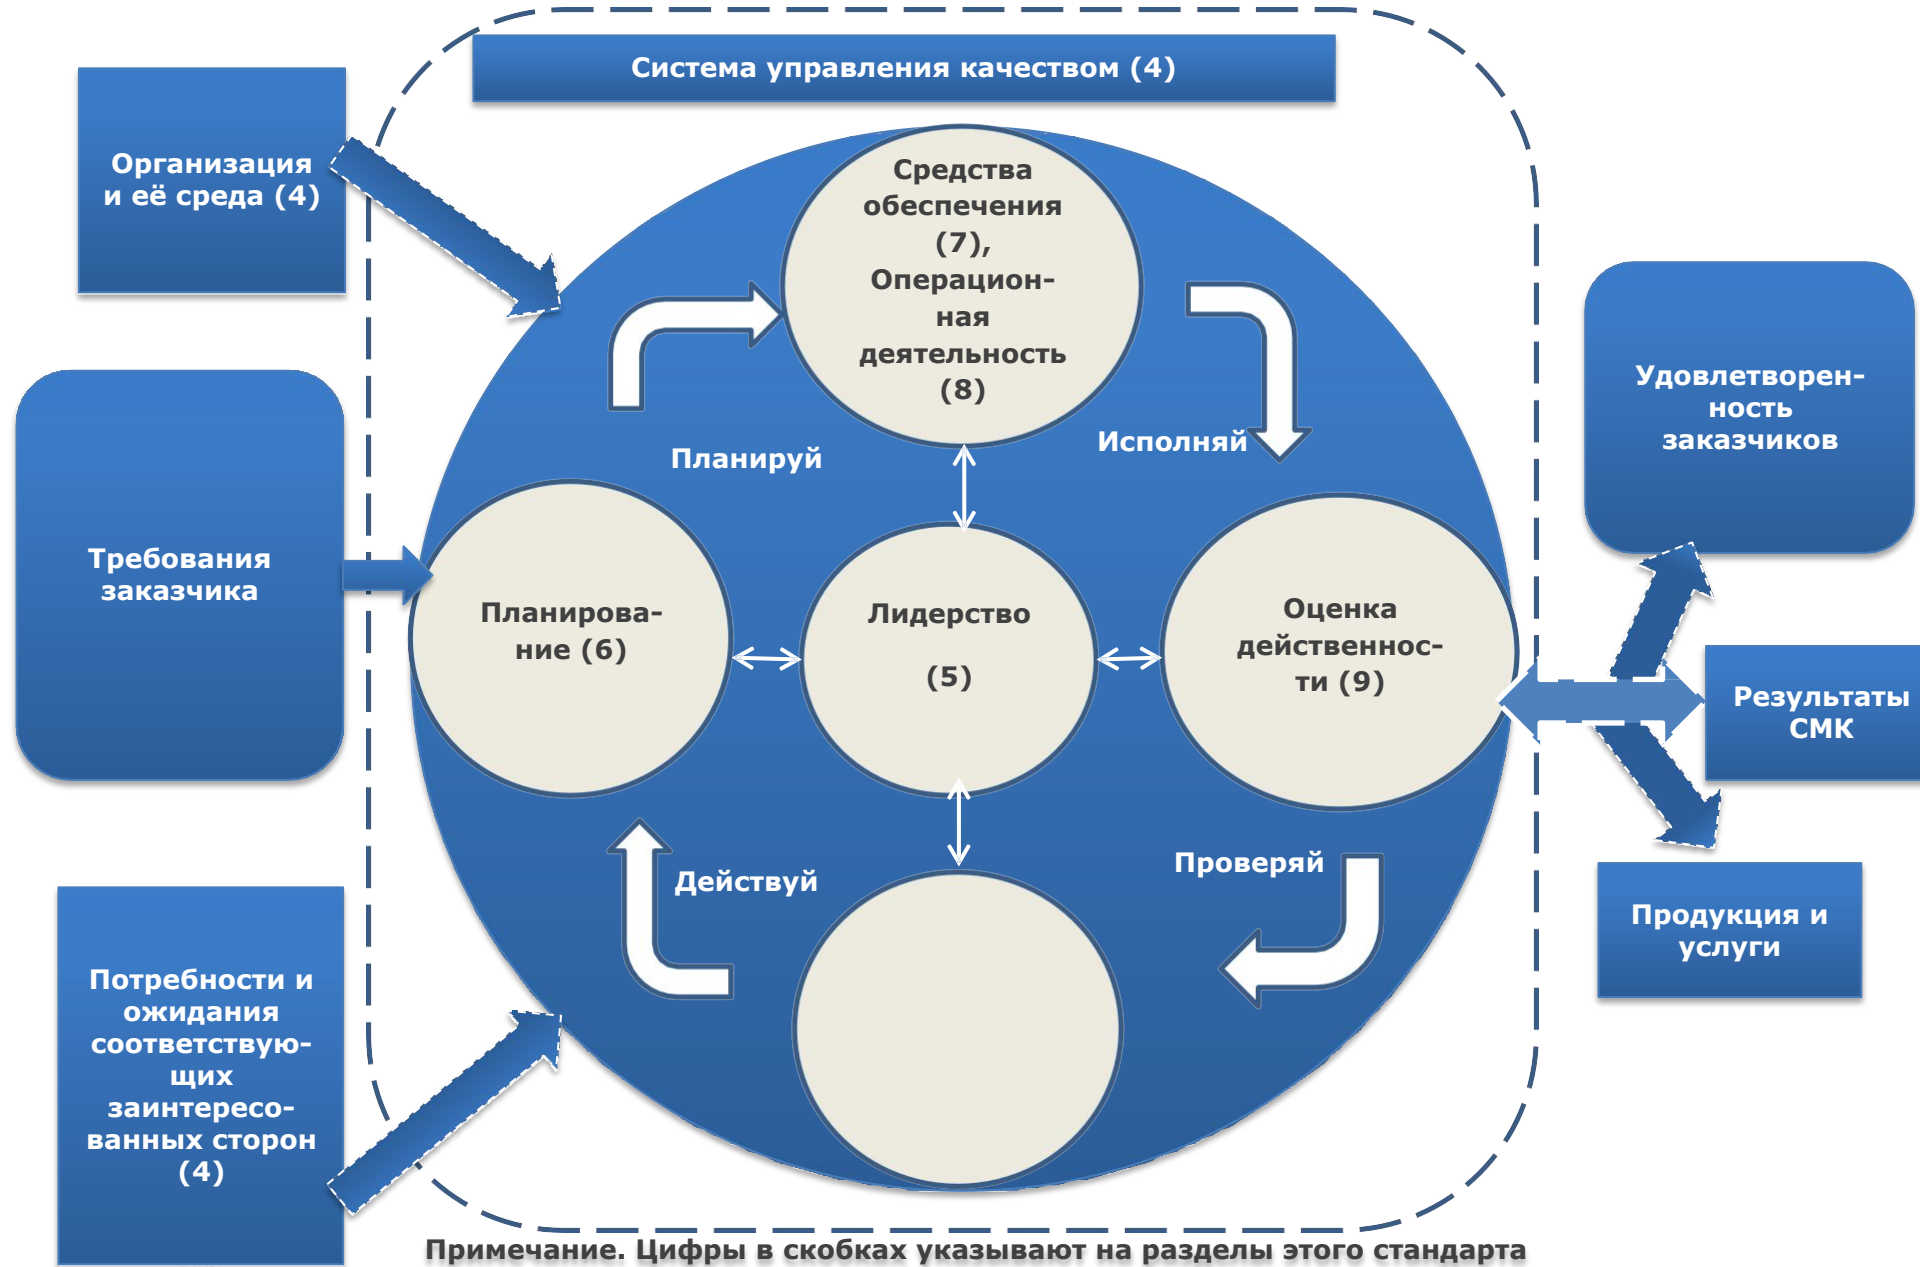 Система управления качеством (4)
Организация
и её среда (4)
Средства
обеспечения
(7),
Операцион-
ная
деятельность
(8)
Планируй
Исполняй
Удовлетворен-
ность
заказчиков
Требования
заказчика
Планирова-
ние (6)
Лидерство
(5)
Оценка
действеннос-
ти (9)
Результаты
СМК
Действуй
Проверяй
Продукция и
услуги
Потребности и
ожидания
соответствую-
щих
заинтересо-
ванных сторон
(4)
Примечание. Цифры в скобках указывают на разделы этого стандарта